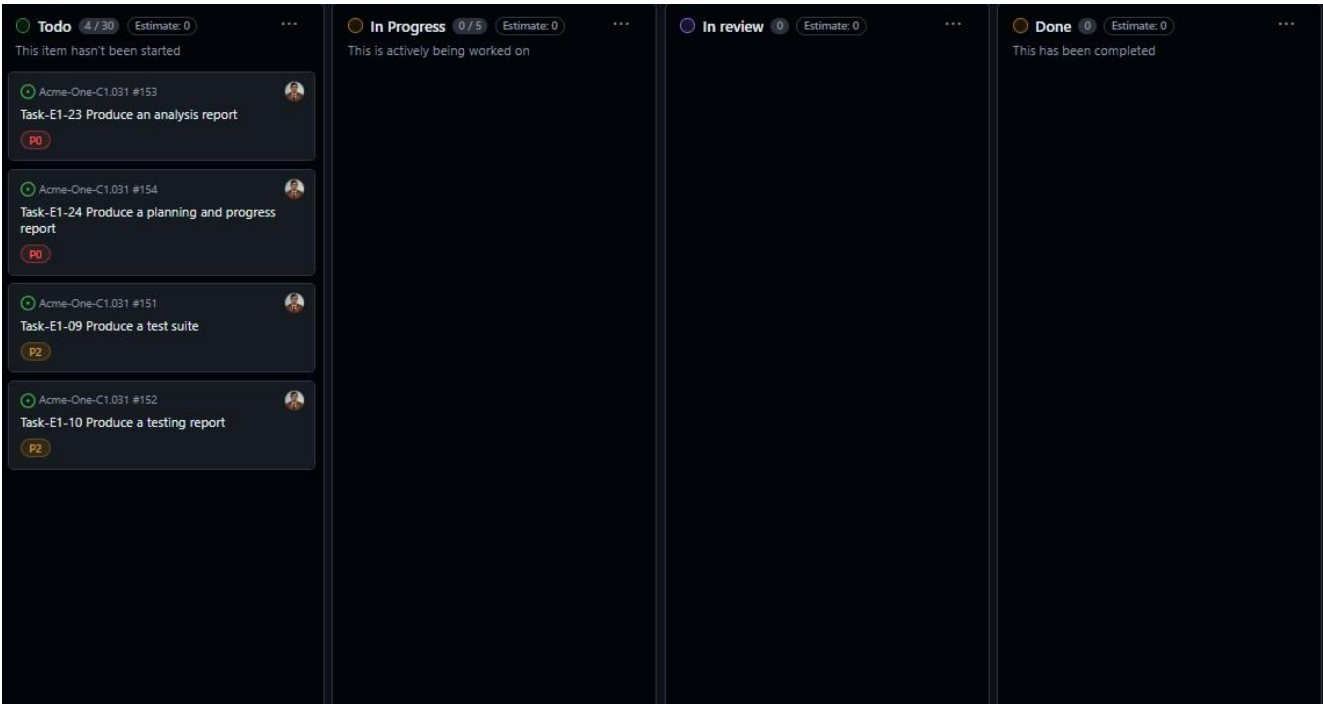 Todo 4 / 30 Estimate: 0 ...
This item hasn't been started
Acme-One-C1.031 #153
Task-E1-23 Produce an analysis report
P0
Acme-One-C1.031 #154
Task-E1-24 Produce a planning and progress
report
P0
Acme-One-C1.031 #151
Task-E1-09 Produce a test suite
P2
Acme-One-C1.031 #152
Task-E1-10 Produce a testing report
P2
In Progress 0 / 5 Estimate: 0 ...
This is actively being worked on
In review 0 Estimate: 0 ...
Done 0 Estimate: 0 ...
This has been completed